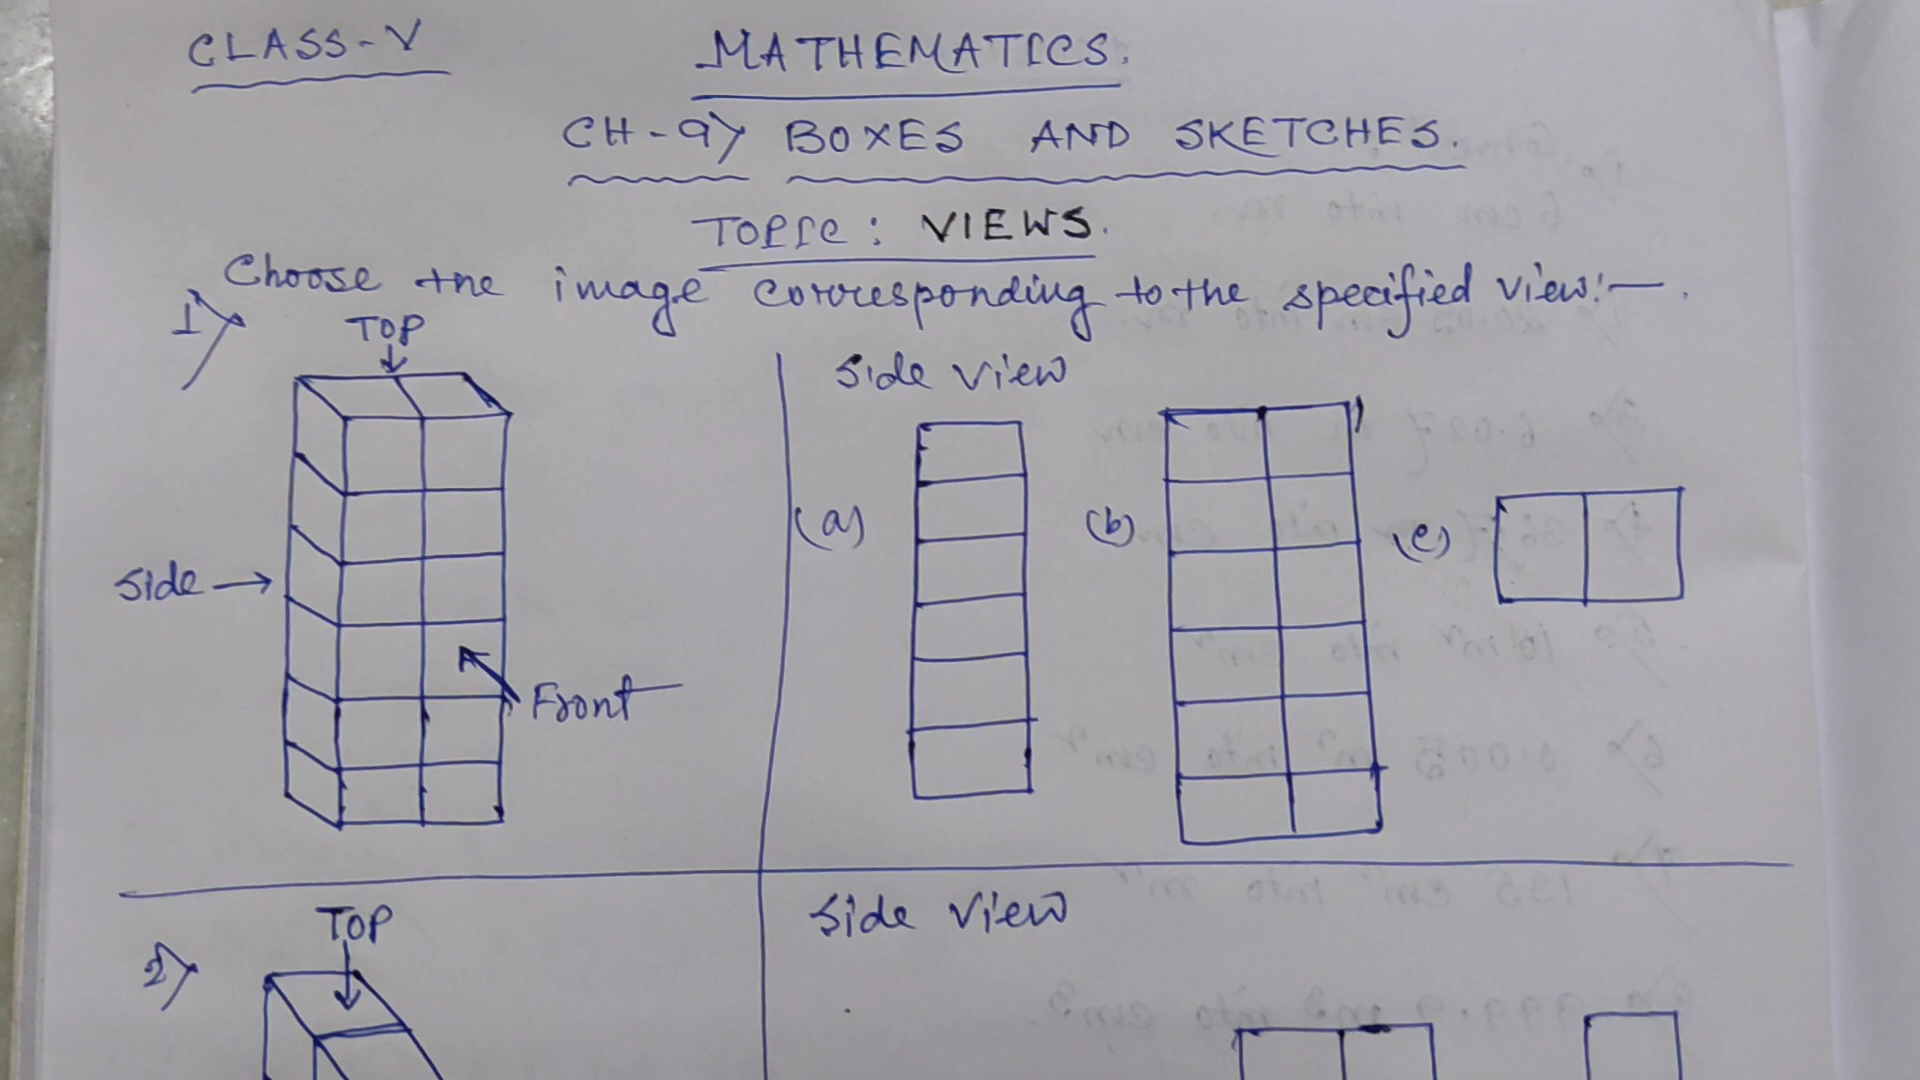 CLASS-V
MATHEMATICS.
CH-9> BOXES AND SKETCHES.
TOPIC: VIEWS.
1> Choose the image corresponding to the specified view:—.
TOP
Side →
Front
Side view
(a)
(b)
(c)
2>
TOP
Side view